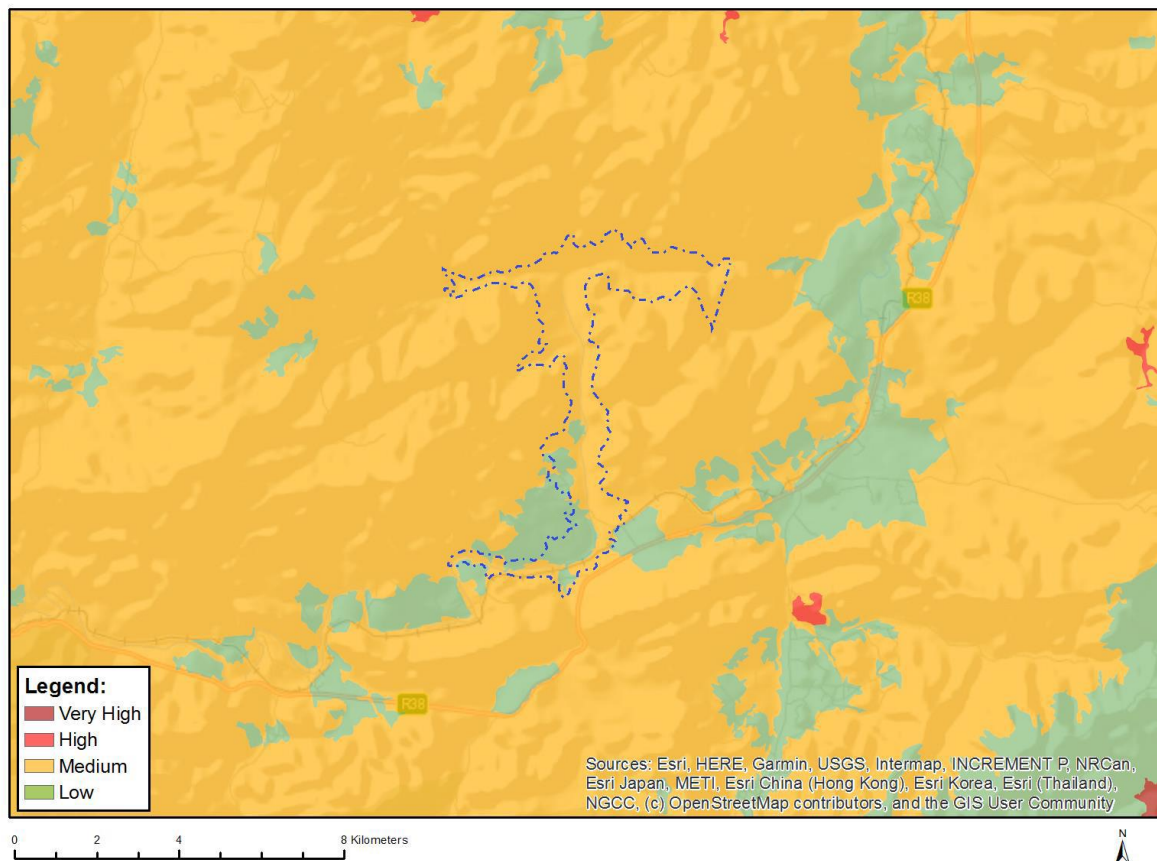 R38
R38
Legend:
Very High
High
Medium
Low
Sources: Esri, HERE, Garmin, USGS, Intermap, INCREMENT P, NRCan,
Esri Japan, METI, Esri China (Hong Kong), Esri Korea, Esri (Thailand),
NGCC, (c) OpenStreetMap contributors, and the GIS User Community
0 2 4 8 Kilometers
N